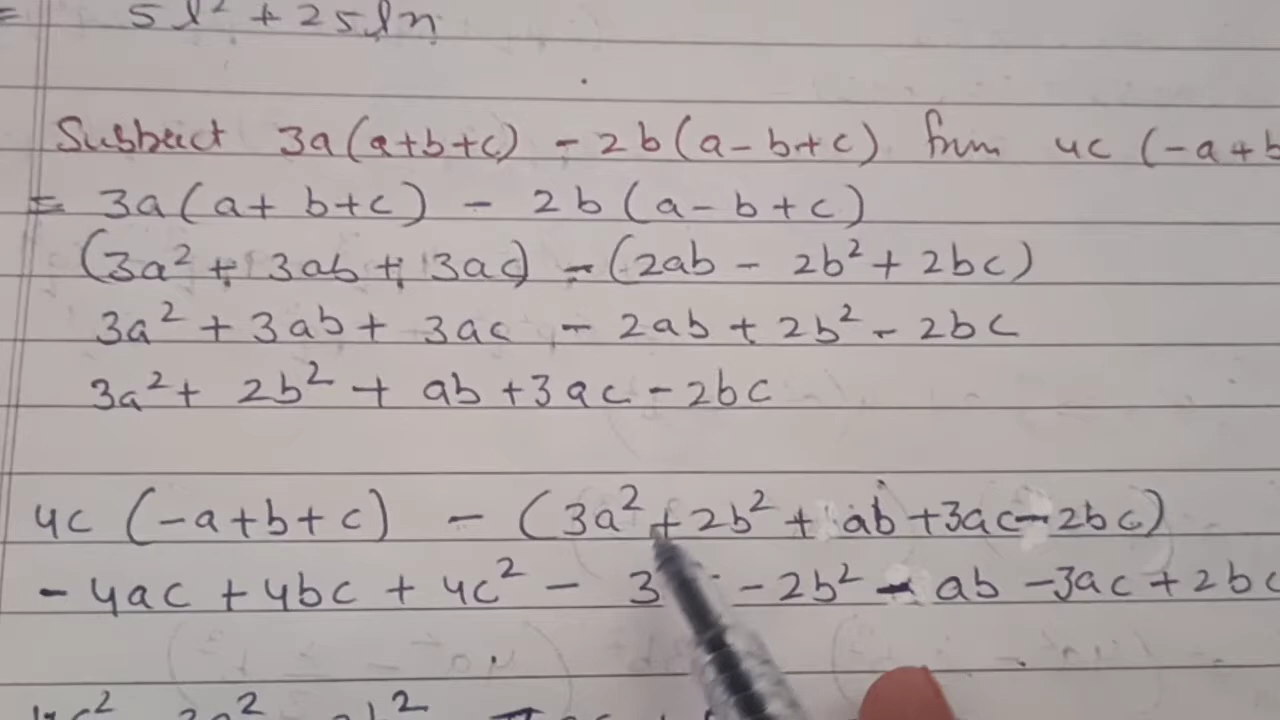 = 5l² + 25ln
Subtract 3a(a+b+c) - 2b(a-b+c) from 4c (-a+b
= 3a(a+ b+c) - 2b(a-b+c)
(3a² + 3ab + 3ac) - (2ab - 2b² + 2bc)
3a² + 3ab + 3ac - 2ab + 2b² - 2bc
3a² + 2b² + ab +3ac - 2bc
4c (-a+b+c) - (3a² + 2b² + ab +3ac - 2bc)
- 4ac + 4bc + 4c² - 3 - 2b² - ab -3ac + 2bc